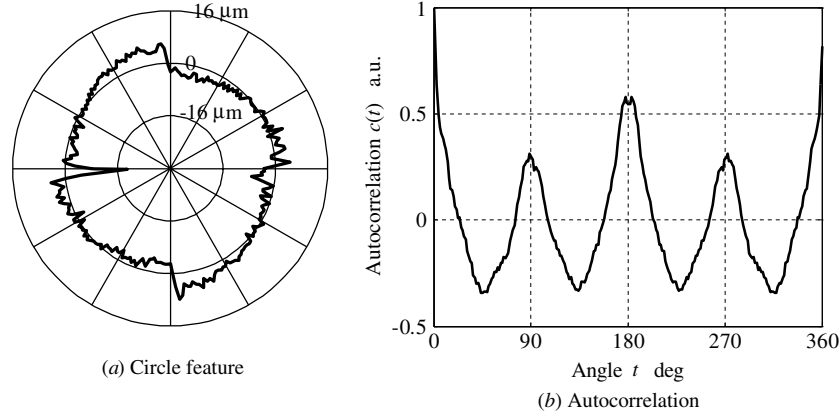 16 µm
0
-16 µm
(a) Circle feature
1
0.5
0
-0.5
Autocorrelation c(t) a.u.
0 90 180 270 360
Angle t deg
(b) Autocorrelation